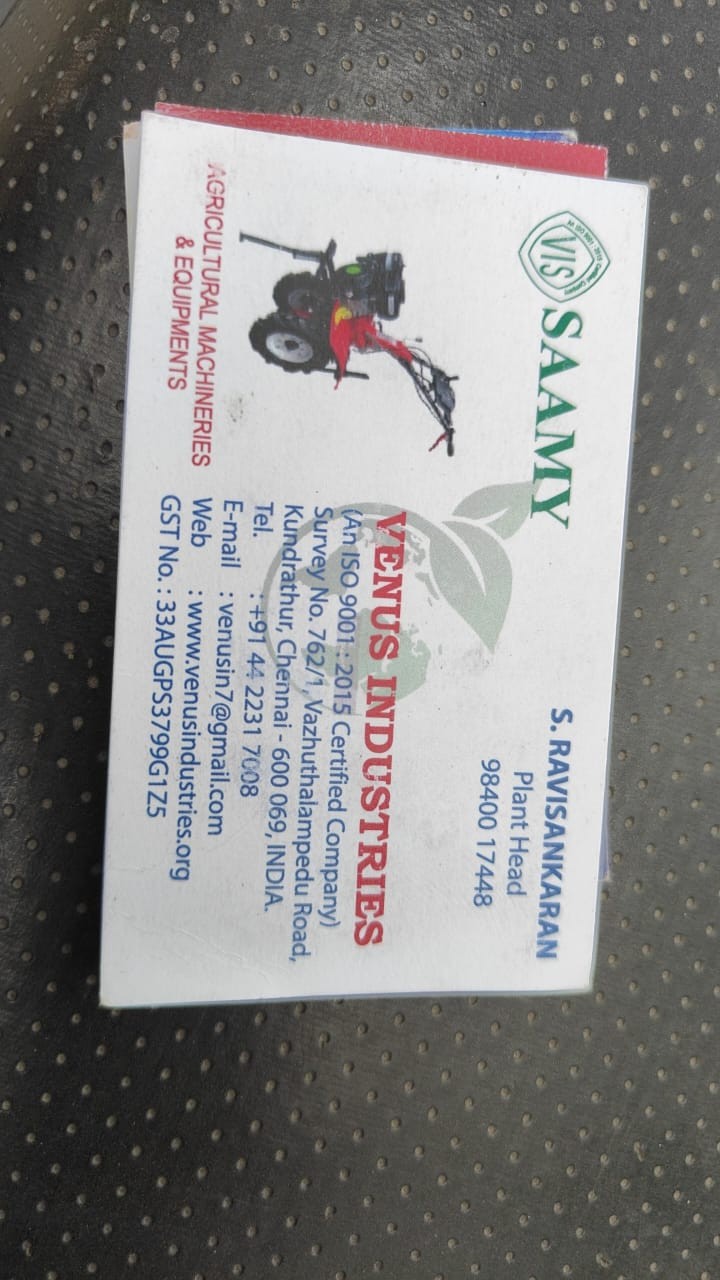 VIS
SAAMY
S. RAVISANKARAN
Plant Head
98400 17448
VENUS INDUSTRIES
(An ISO 9001 : 2015 Certified Company)
Survey No. 762/1, Vazhuthalampedu Road,
Kundrathur, Chennai - 600 069, INDIA.
Tel. : +91 44 2231 7008
E-mail : venusin7@gmail.com
Web : www.venusindustries.org
GST No. : 33AUGPS3799G1Z5
AGRICULTURAL MACHINERIES
& EQUIPMENTS